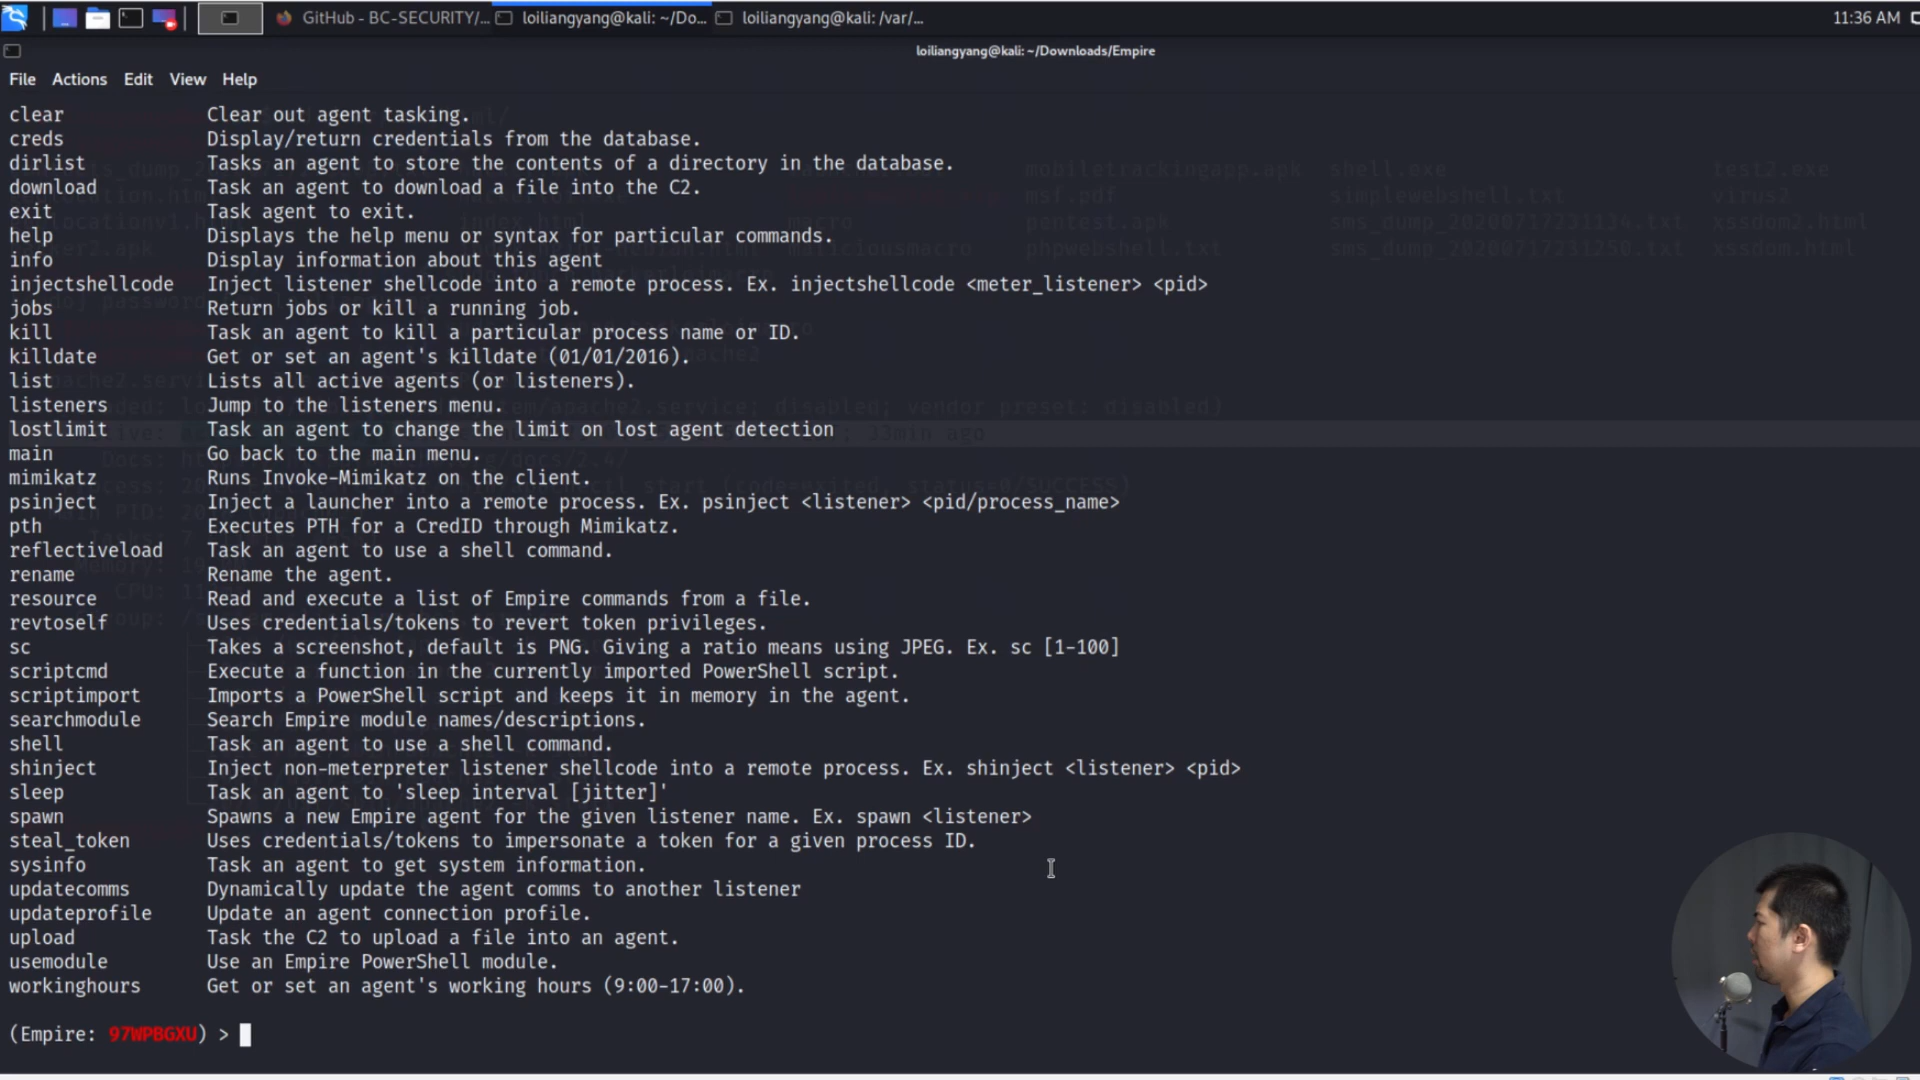 GitHub - BC-SECURITY/... loiliangyang@kali: ~/Do... loiliangyang@kali: /var/... 11:36 AM
loiliangyang@kali: ~/Downloads/Empire
File Actions Edit View Help
clear Clear out agent tasking.
creds Display/return credentials from the database.
dirlist Tasks an agent to store the contents of a directory in the database.
download Task an agent to download a file into the C2.
exit Task agent to exit.
help Displays the help menu or syntax for particular commands.
info Display information about this agent
injectshellcode Inject listener shellcode into a remote process. Ex. injectshellcode <meter_listener> <pid>
jobs Return jobs or kill a running job.
kill Task an agent to kill a particular process name or ID.
killdate Get or set an agent's killdate (01/01/2016).
list Lists all active agents (or listeners).
listeners Jump to the listeners menu.
lostlimit Task an agent to change the limit on lost agent detection
main Go back to the main menu.
mimikatz Runs Invoke-Mimikatz on the client.
psinject Inject a launcher into a remote process. Ex. psinject <listener> <pid/process_name>
pth Executes PTH for a CredID through Mimikatz.
reflectiveload Task an agent to use a shell command.
rename Rename the agent.
resource Read and execute a list of Empire commands from a file.
revtoself Uses credentials/tokens to revert token privileges.
sc Takes a screenshot, default is PNG. Giving a ratio means using JPEG. Ex. sc [1-100]
scriptcmd Execute a function in the currently imported PowerShell script.
scriptimport Imports a PowerShell script and keeps it in memory in the agent.
searchmodule Search Empire module names/descriptions.
shell Task an agent to use a shell command.
shinject Inject non-meterpreter listener shellcode into a remote process. Ex. shinject <listener> <pid>
sleep Task an agent to 'sleep interval [jitter]'
spawn Spawns a new Empire agent for the given listener name. Ex. spawn <listener>
steal_token Uses credentials/tokens to impersonate a token for a given process ID.
sysinfo Task an agent to get system information.
updatecomms Dynamically update the agent comms to another listener
updateprofile Update an agent connection profile.
upload Task the C2 to upload a file into an agent.
usemodule Use an Empire PowerShell module.
workinghours Get or set an agent's working hours (9:00-17:00).
(Empire: 97WPBGXU) >